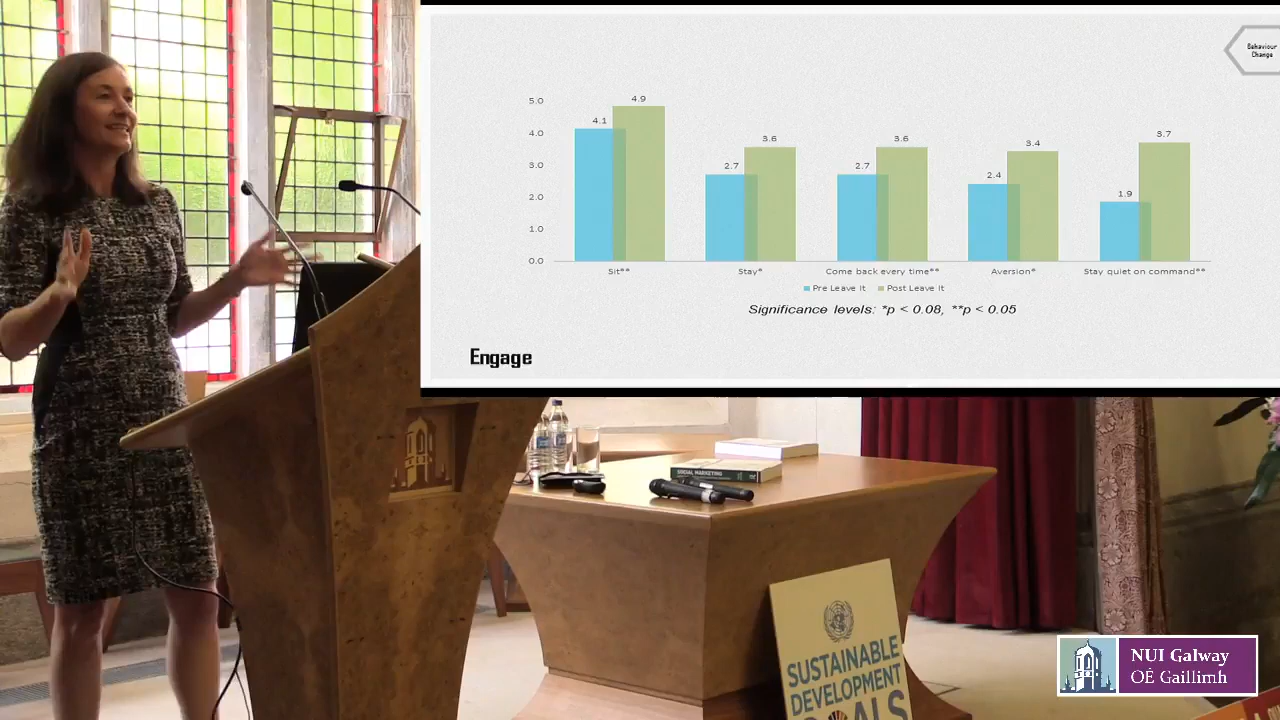 Behaviour
Change
5.0
4.0
3.0
2.0
1.0
0.0
4.1
4.9
2.7
3.6
2.7
3.6
2.4
3.4
1.9
3.7
Sit**
Stay*
Come back every time**
Aversion*
Stay quiet on command**
Pre Leave It
Post Leave It
Significance levels: *p < 0.08, **p < 0.05
Engage
SOCIAL MARKETING
SUSTAINABLE
DEVELOPMENT
GOALS
NUI Galway
OÉ Gaillimh